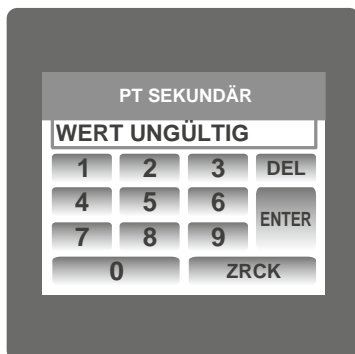 PT SEKUNDÄR
WERT UNGÜLTIG
1 2 3 DEL
4 5 6 ENTER
7 8 9
0 ZRCK